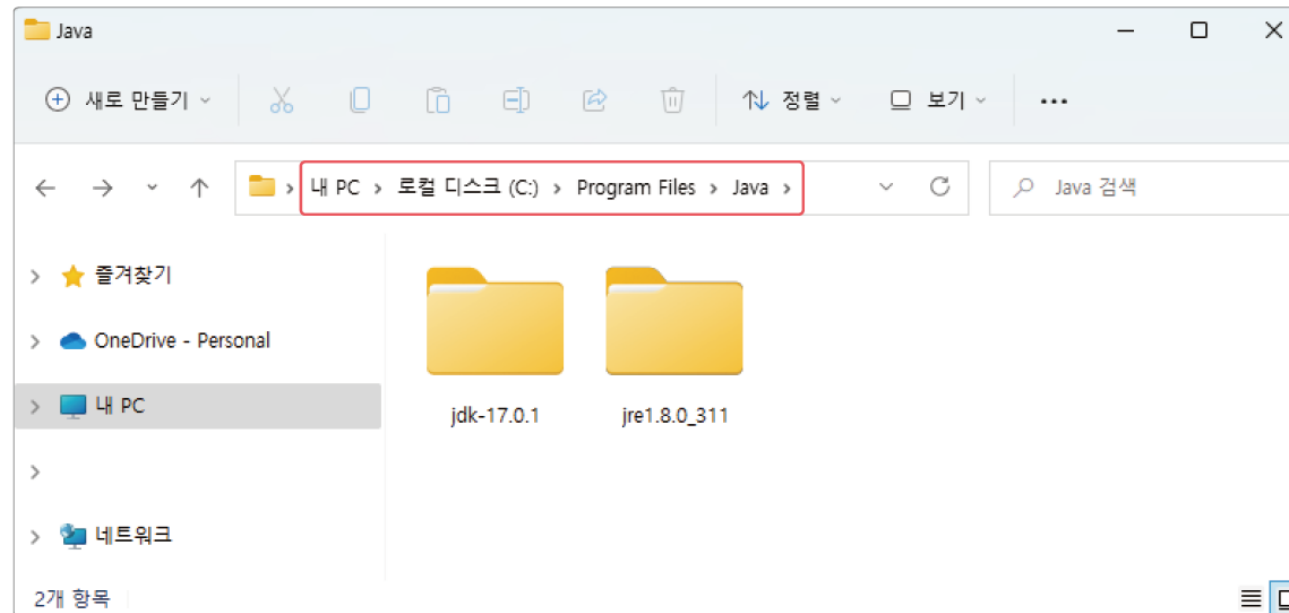 Java
새로 만들기 정렬 보기 •••
내 PC > 로컬 디스크 (C:) > Program Files > Java >
Java 검색
즐겨찾기
OneDrive - Personal
내 PC
네트워크
jdk-17.0.1
jre1.8.0_311
2개 항목